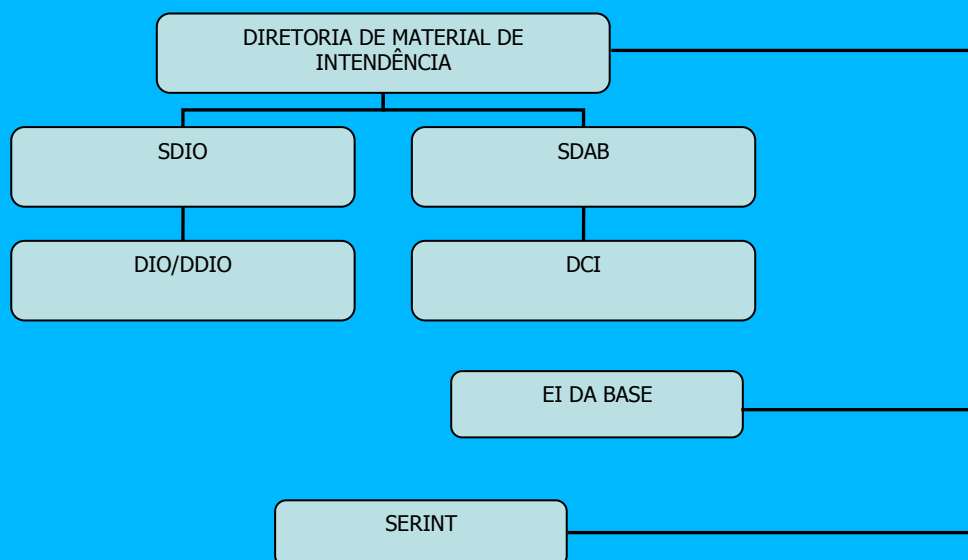 DIRETORIA DE MATERIAL DE
INTENDÊNCIA
SDIO
SDAB
DIO/DDIO
DCI
EI DA BASE
SERINT